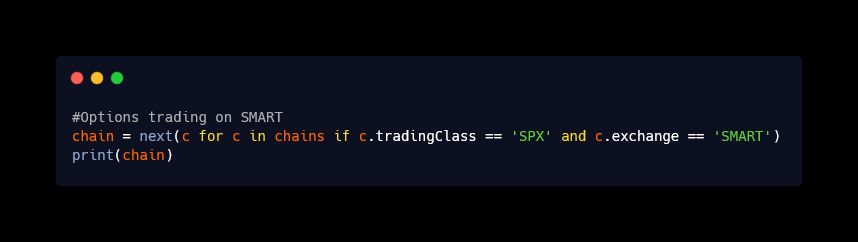 #Options trading on SMART
chain = next(c for c in chains if c.tradingClass == 'SPX' and c.exchange == 'SMART')
print(chain)